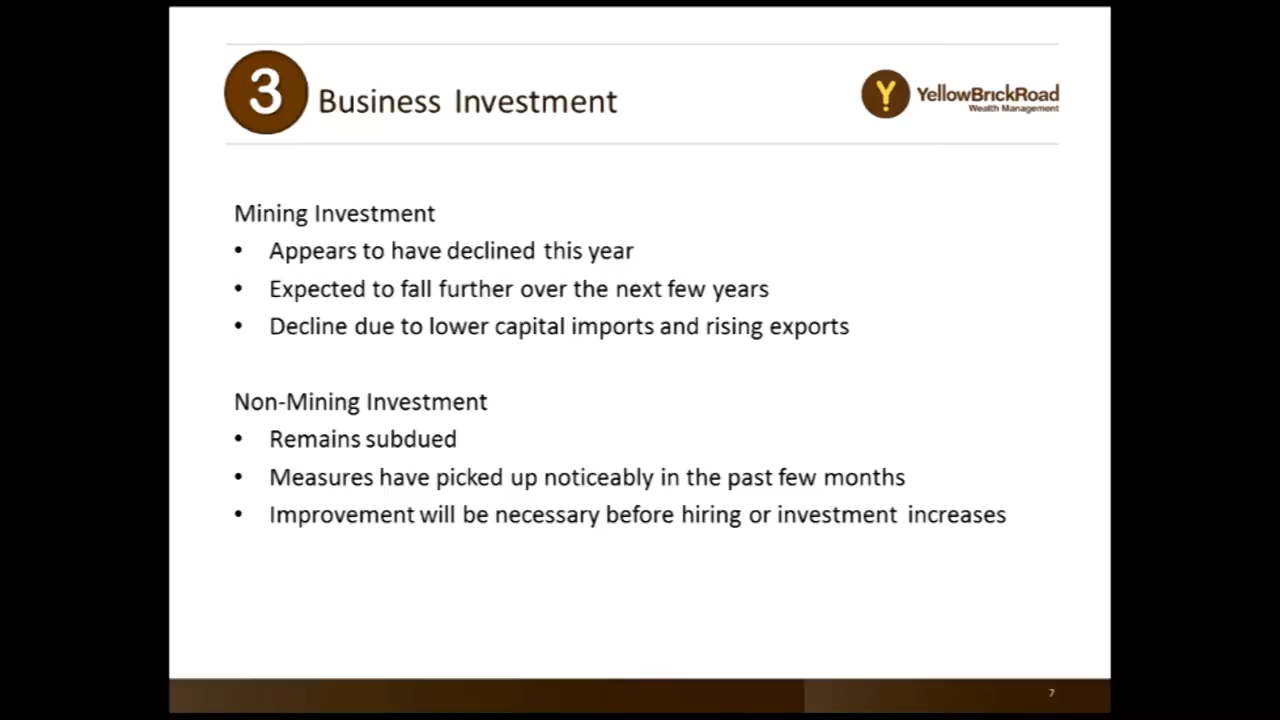 3
Business Investment
YellowBrickRoad
Wealth Management
Mining Investment
• Appears to have declined this year
• Expected to fall further over the next few years
• Decline due to lower capital imports and rising exports
Non-Mining Investment
• Remains subdued
• Measures have picked up noticeably in the past few months
• Improvement will be necessary before hiring or investment increases
7